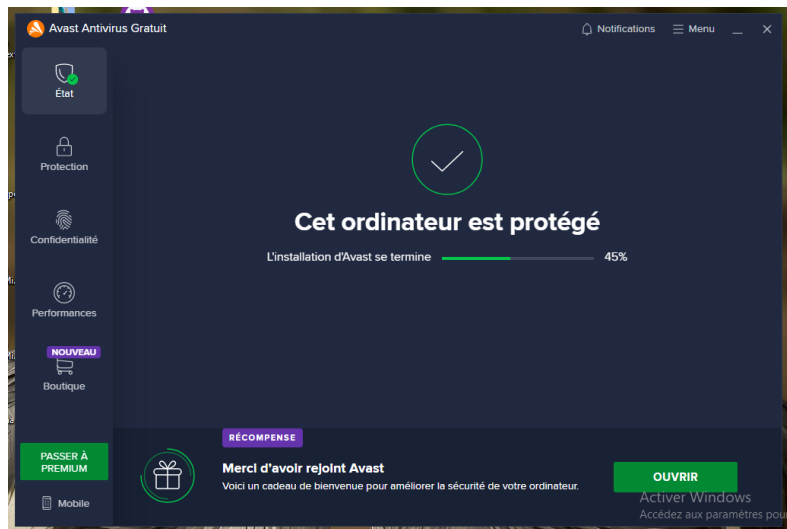 Avast Antivirus Gratuit
Notifications
Menu
État
Protection
Confidentialité
Performances
NOUVEAU
Boutique
PASSER À
PREMIUM
Mobile
Cet ordinateur est protégé
L'installation d'Avast se termine 45%
RÉCOMPENSE
Merci d'avoir rejoint Avast
Voici un cadeau de bienvenue pour améliorer la sécurité de votre ordinateur.
OUVRIR
Activer Windows
Accédez aux paramètres pou